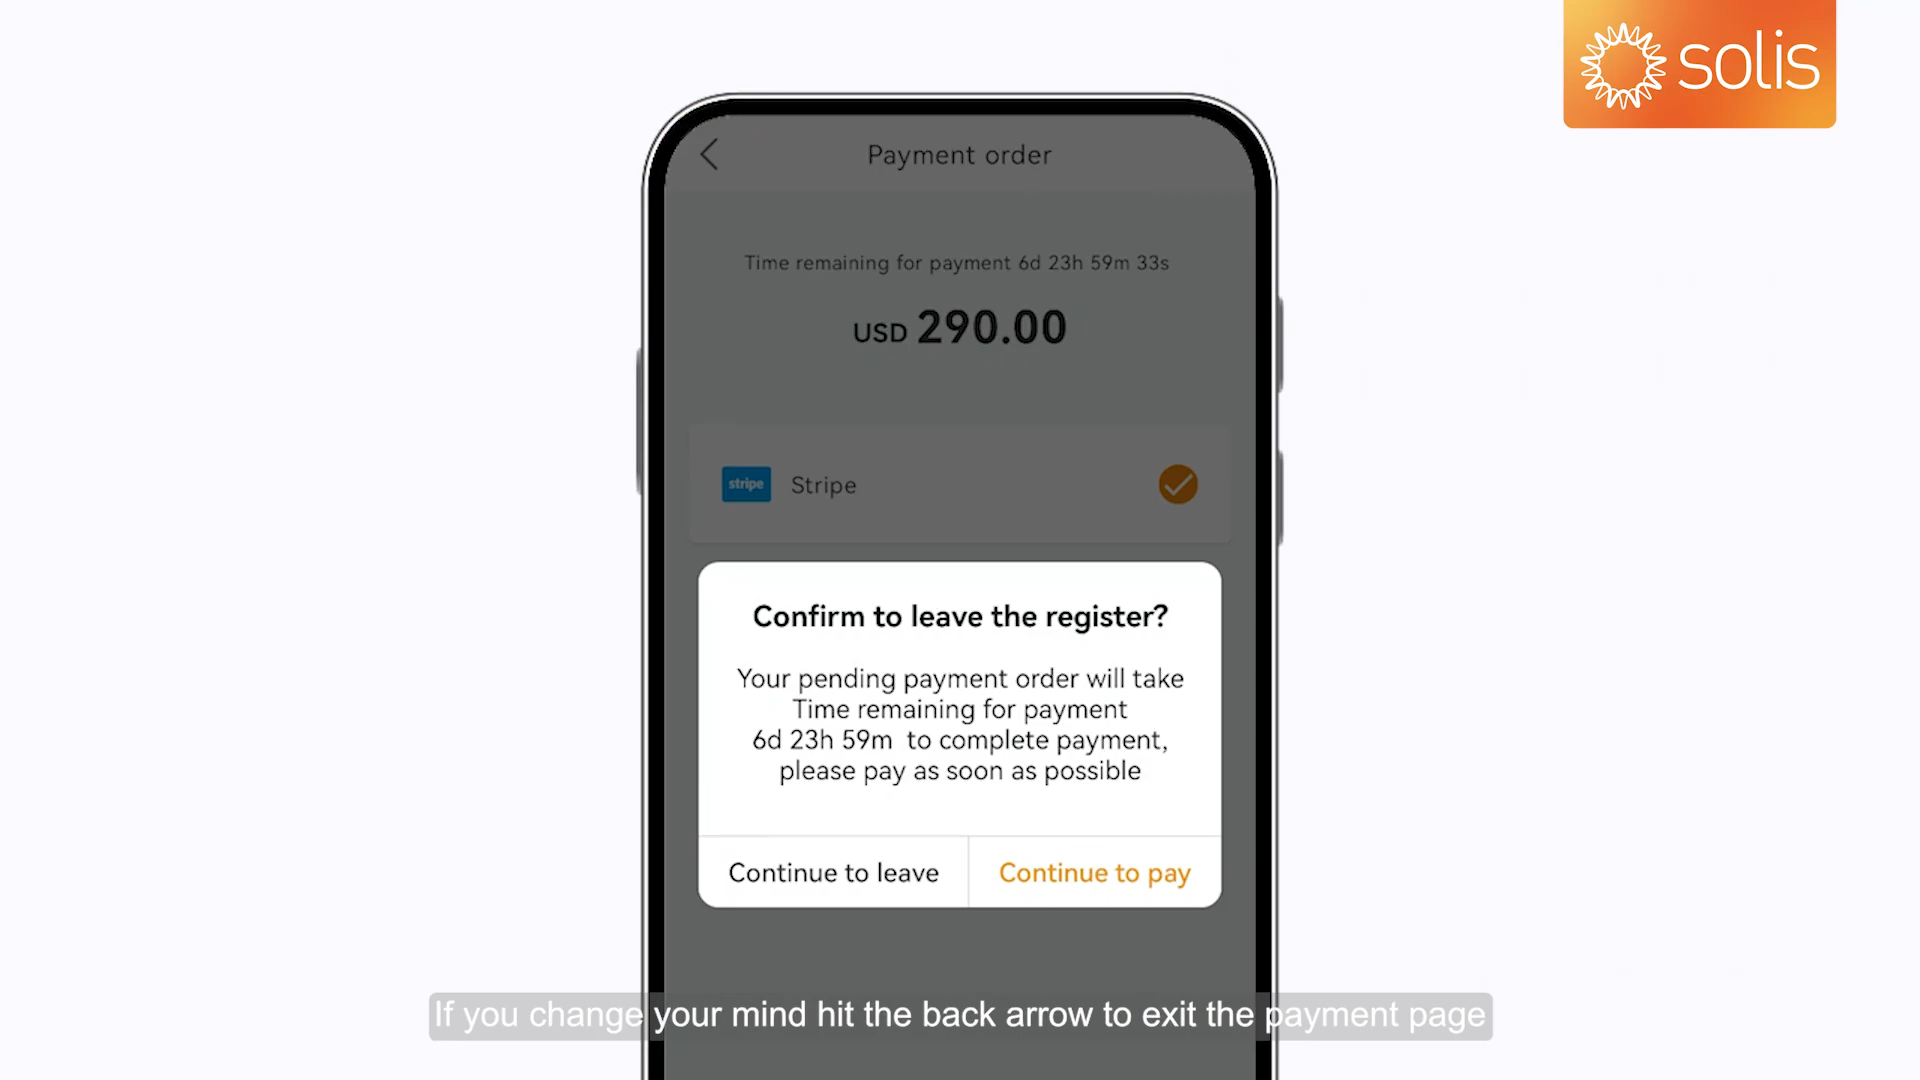 solis
Payment order
Time remaining for payment 6d 23h 59m 33s
USD 290.00
stripe Stripe
Confirm to leave the register?
Your pending payment order will take
Time remaining for payment
6d 23h 59m to complete payment,
please pay as soon as possible
Continue to leave Continue to pay
If you change your mind hit the back arrow to exit the payment page